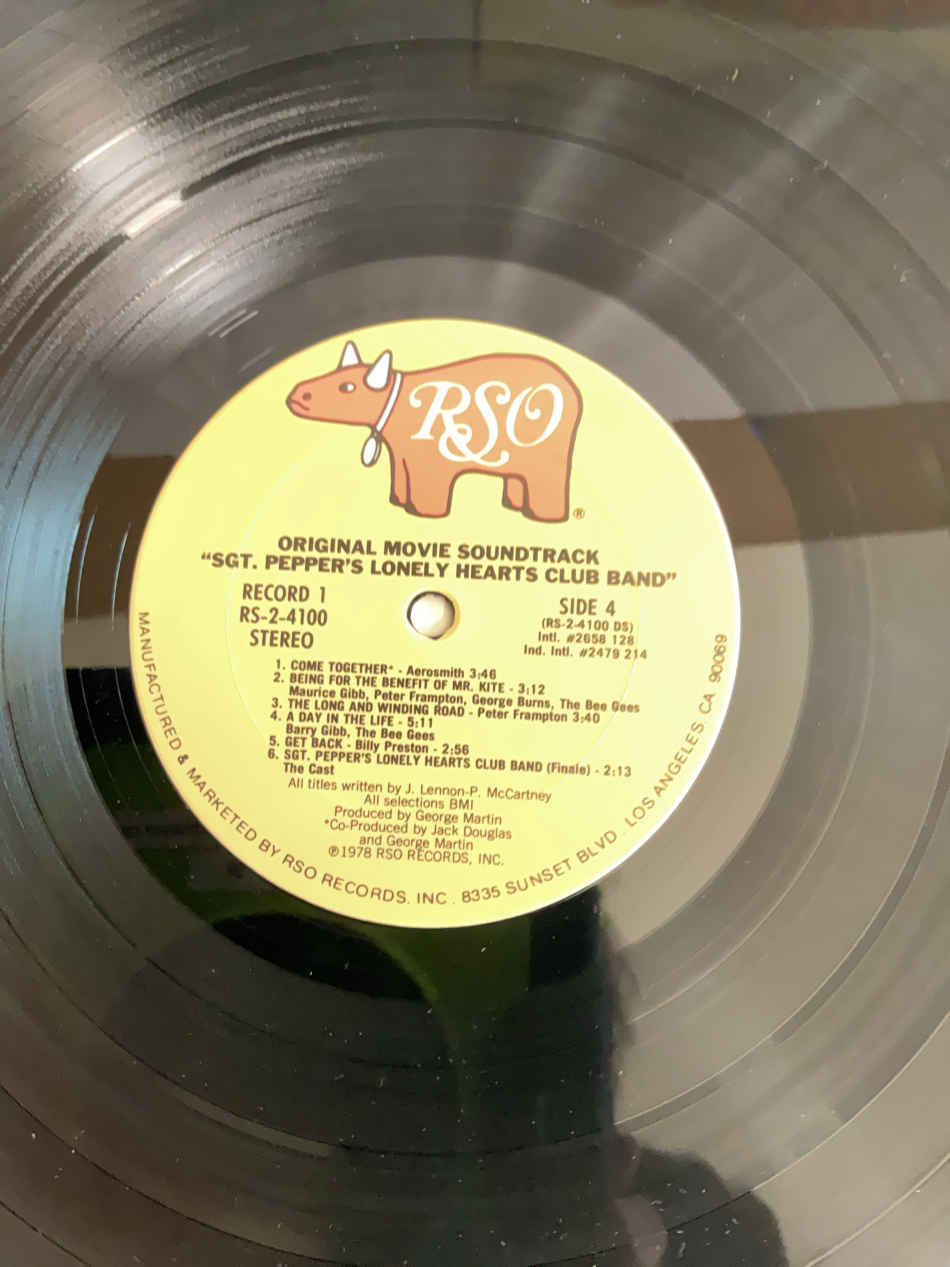 RSO
®
ORIGINAL MOVIE SOUNDTRACK
“SGT. PEPPER'S LONELY HEARTS CLUB BAND”
RECORD 1
RS-2-4100
STEREO
SIDE 4
(RS-2-4100 DS)
Intl. #2658 128
Ind. Intl. #2479 214
1. COME TOGETHER* - Aerosmith 3:46
2. BEING FOR THE BENEFIT OF MR. KITE - 3:12
Maurice Gibb, Peter Frampton, George Burns, The Bee Gees
3. THE LONG AND WINDING ROAD - Peter Frampton 3:40
4. A DAY IN THE LIFE - 5:11
Barry Gibb, The Bee Gees
5. GET BACK - Billy Preston - 2:56
6. SGT. PEPPER'S LONELY HEARTS CLUB BAND (Finale) - 2:13
The Cast
All titles written by J. Lennon-P. McCartney
All selections BMI
Produced by George Martin
*Co-Produced by Jack Douglas
and George Martin
℗1978 RSO RECORDS, INC.
MANUFACTURED & MARKETED BY RSO RECORDS, INC. 8335 SUNSET BLVD. LOS ANGELES, CA. 90069